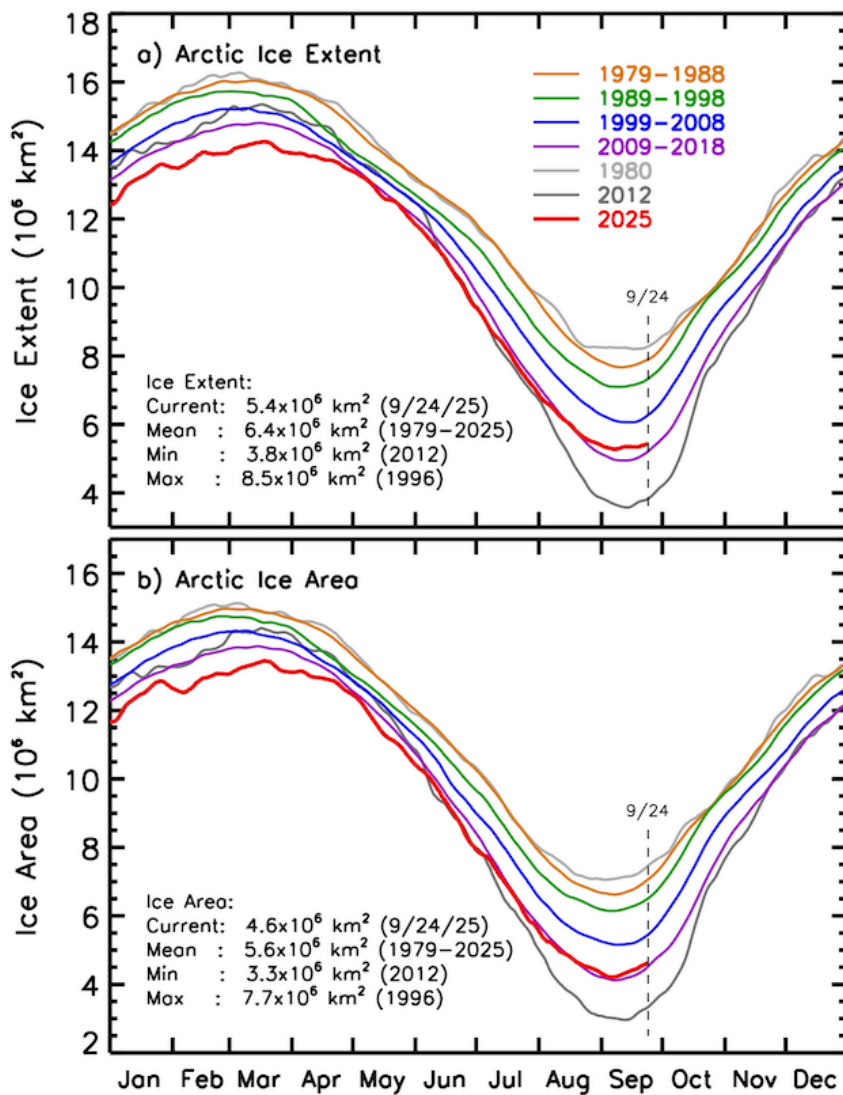 a) Arctic Ice Extent
1979-1988
1989-1998
1999-2008
2009-2018
1980
2012
2025
18
16
14
12
10
8
6
4
Ice Extent (10⁶ km²)
9/24
Ice Extent:
Current: 5.4x10⁶ km² (9/24/25)
Mean : 6.4x10⁶ km² (1979-2025)
Min : 3.8x10⁶ km² (2012)
Max : 8.5x10⁶ km² (1996)
b) Arctic Ice Area
16
14
12
10
8
6
4
2
Ice Area (10⁶ km²)
9/24
Ice Area:
Current: 4.6x10⁶ km² (9/24/25)
Mean : 5.6x10⁶ km² (1979-2025)
Min : 3.3x10⁶ km² (2012)
Max : 7.7x10⁶ km² (1996)
Jan Feb Mar Apr May Jun Jul Aug Sep Oct Nov Dec